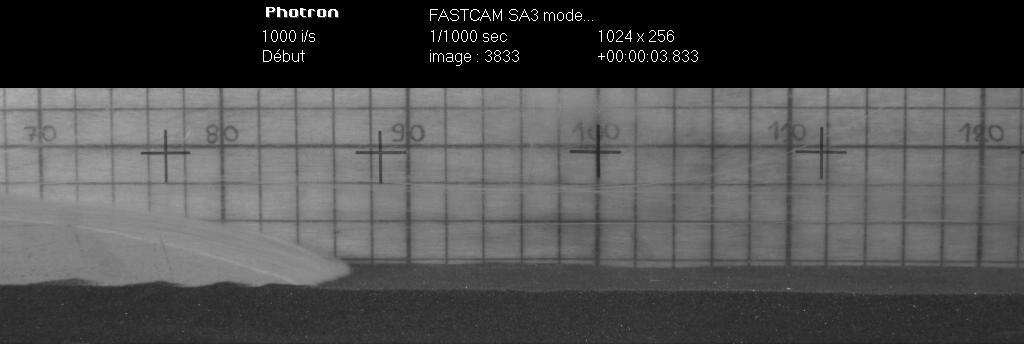 Photron
FASTCAM SA3 mode...
1000 i/s
1/1000 sec
1024 x 256
Début
image : 3833
+00:00:03.833
70
80
90
100
110
120